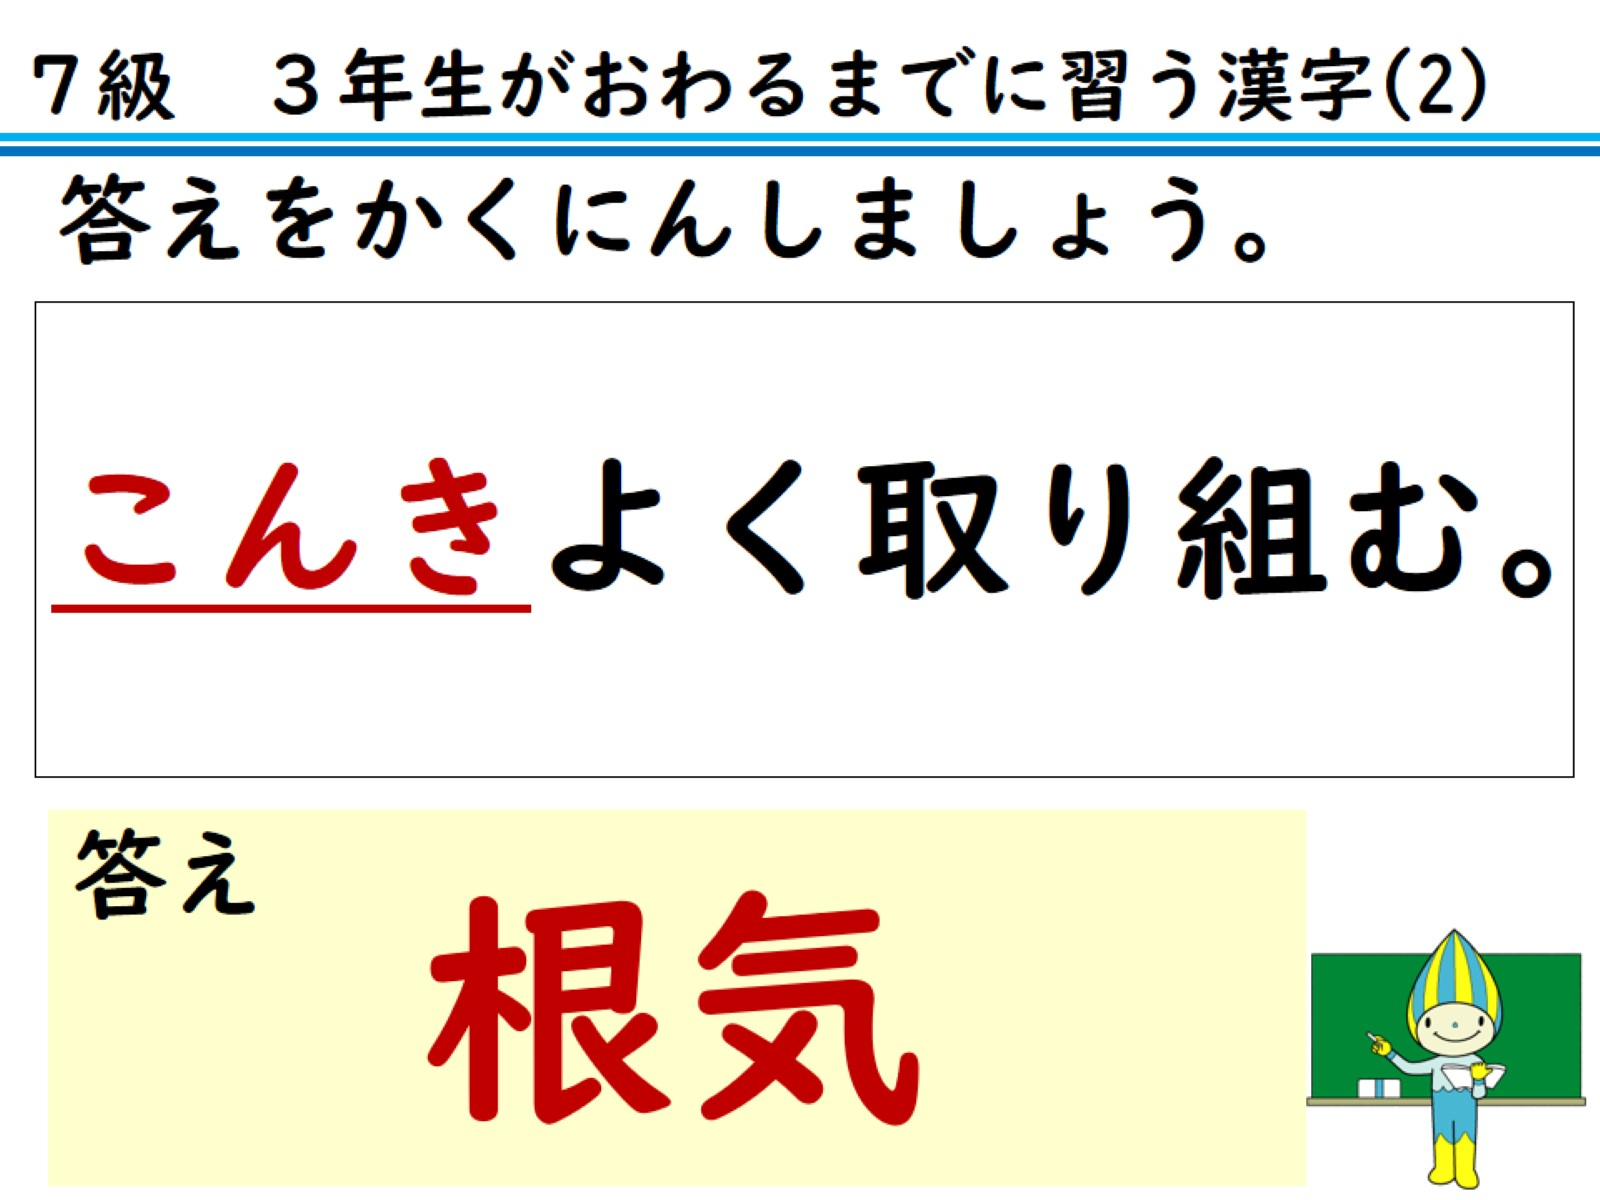 ７級　３年生がおわるまでに習う漢字(2)
答えをかくにんしましょう。
こんきよく取り組む。
答え
根気